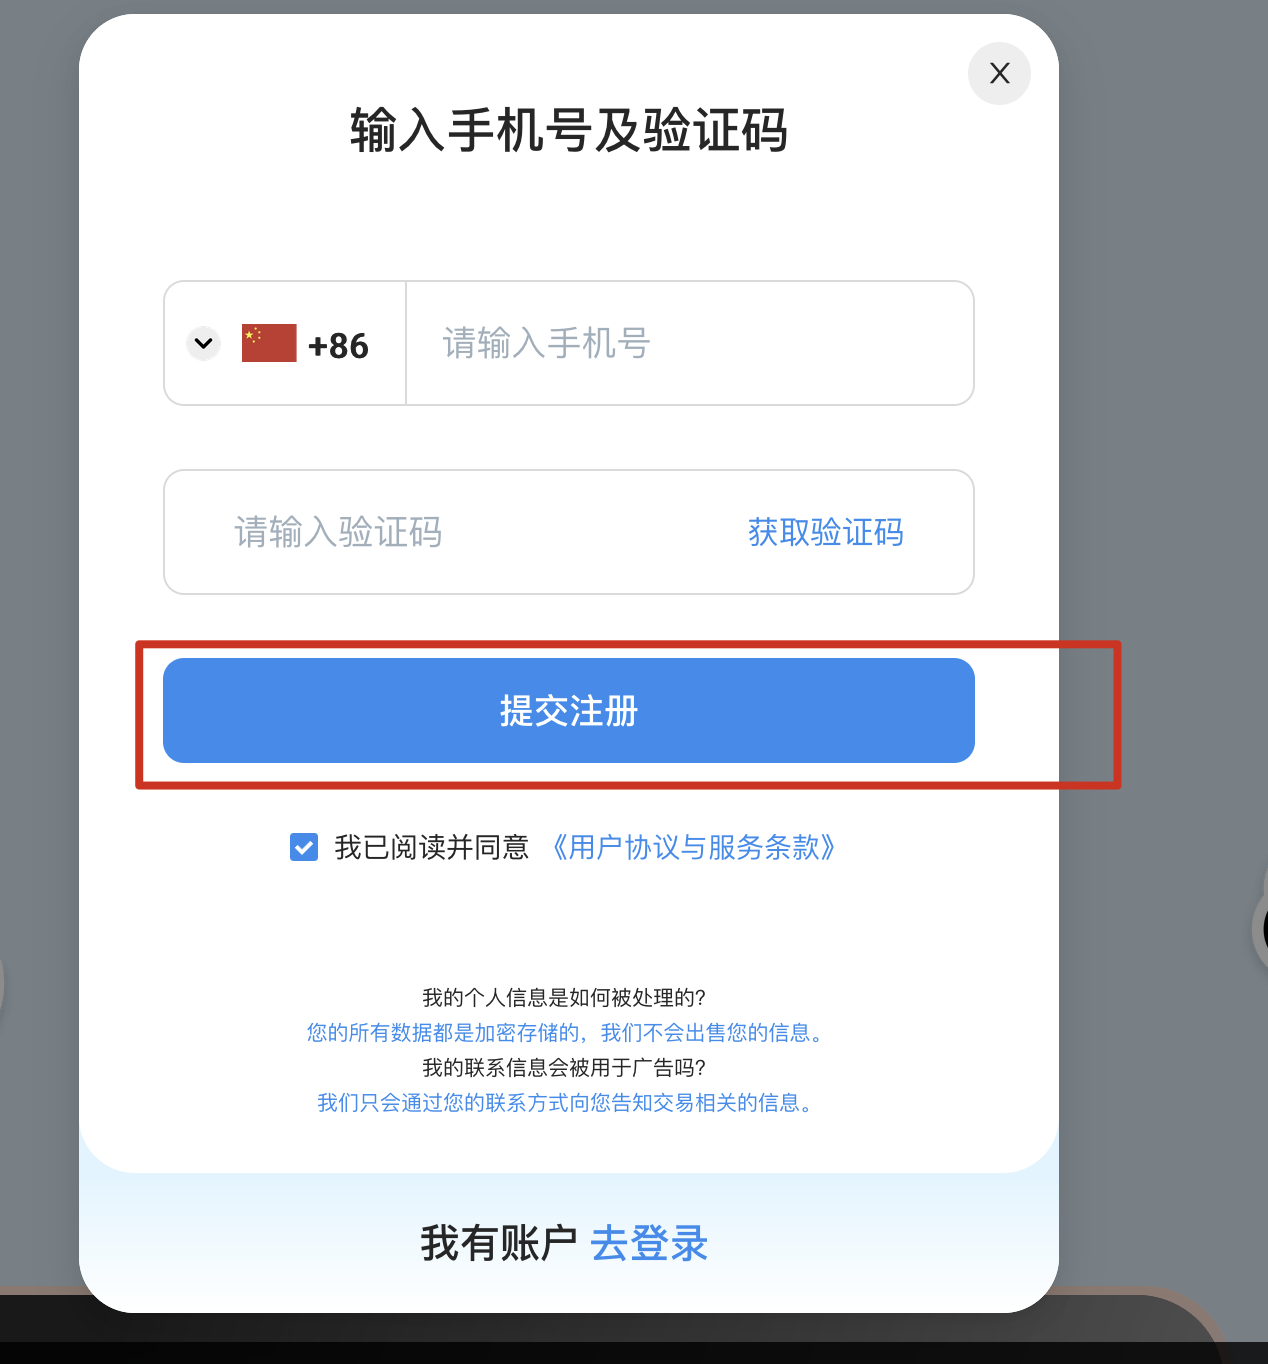 X
输入手机号及验证码
+86 请输入手机号
请输入验证码 获取验证码
提交注册
我已阅读并同意 《用户协议与服务条款》
我的个人信息是如何被处理的?
您的所有数据都是加密存储的，我们不会出售您的信息。
我的联系信息会被用于广告吗?
我们只会通过您的联系方式向您告知交易相关的信息。
我有账户 去登录